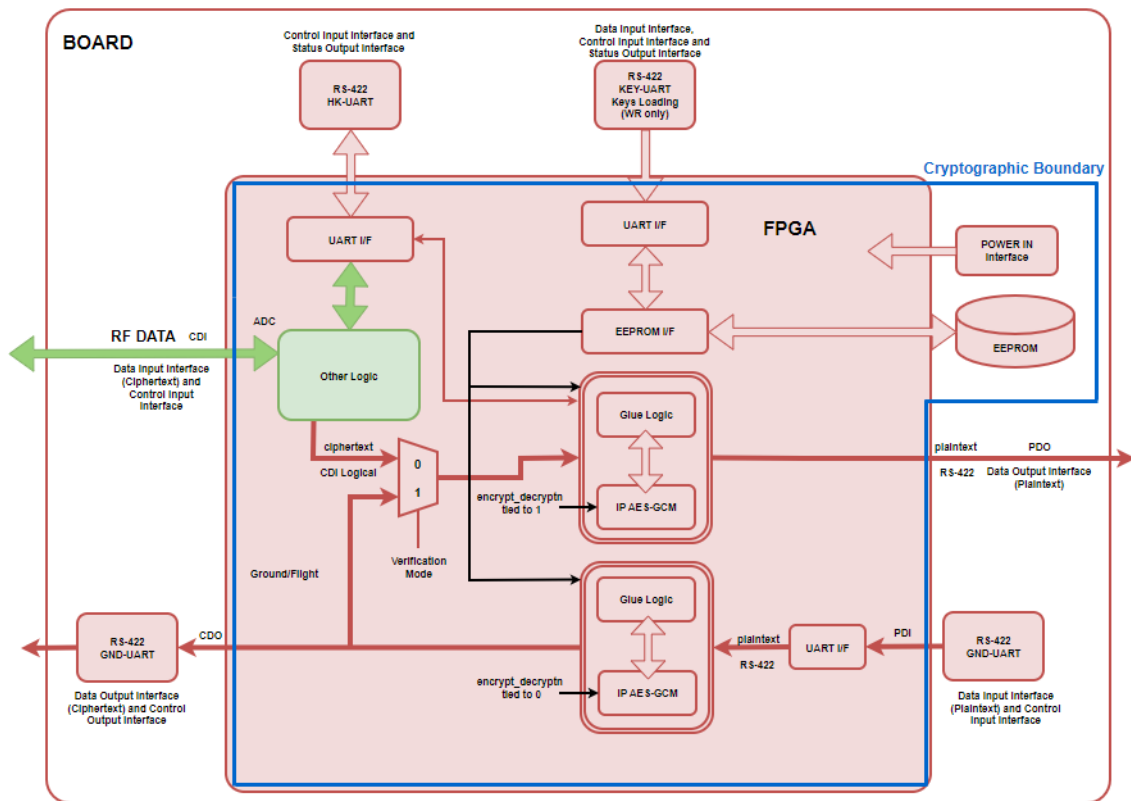 BOARD
Control Input Interface and
Status Output Interface
RS-422
HK-UART
Data Input Interface,
Control Input Interface and
Status Output Interface
RS-422
KEY-UART
Keys Loading
(WR only)
Cryptographic Boundary
FPGA
UART I/F
UART I/F
POWER IN
Interface
EEPROM I/F
EEPROM
RF DATA CDI
ADC
Data Input Interface
(Ciphertext) and
Control Input
Interface
Other Logic
ciphertext
CDI Logical
0
1
Verification
Mode
Glue Logic
encrypt_decryptn
tied to 1
IP AES-GCM
plaintext
PDO
RS-422
Data Output Interface
(Plaintext)
Ground/Flight
CDO
RS-422
GND-UART
Data Output Interface
(Ciphertext) and Control
Output Interface
Glue Logic
encrypt_decryptn
tied to 0
IP AES-GCM
plaintext
RS-422
UART I/F
PDI
RS-422
GND-UART
Data Input Interface
(Plaintext) and Control
Input Interface